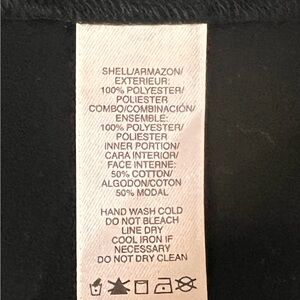 SHELL/ARMAZON/
EXTERIEUR:
100% POLYESTER/
POLIESTER
COMBO/COMBINACIÓN/
ENSEMBLE:
100% POLYESTER/
POLIESTER
INNER PORTION/
CARA INTERIOR/
FACE INTERNE:
50% COTTON/
ALGODON/COTON
50% MODAL
HAND WASH COLD
DO NOT BLEACH
LINE DRY
COOL IRON IF
NECESSARY
DO NOT DRY CLEAN